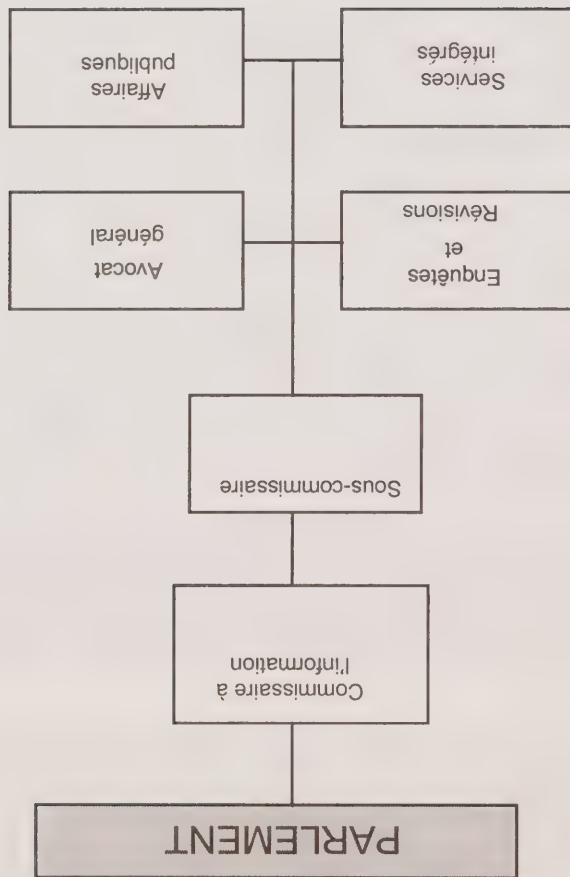 PARLEMENT
Commissaire à
l'information
Sous-commissaire
Enquêtes
et
Révisions
Avocat
général
Services
intégrés
Affaires
publiques